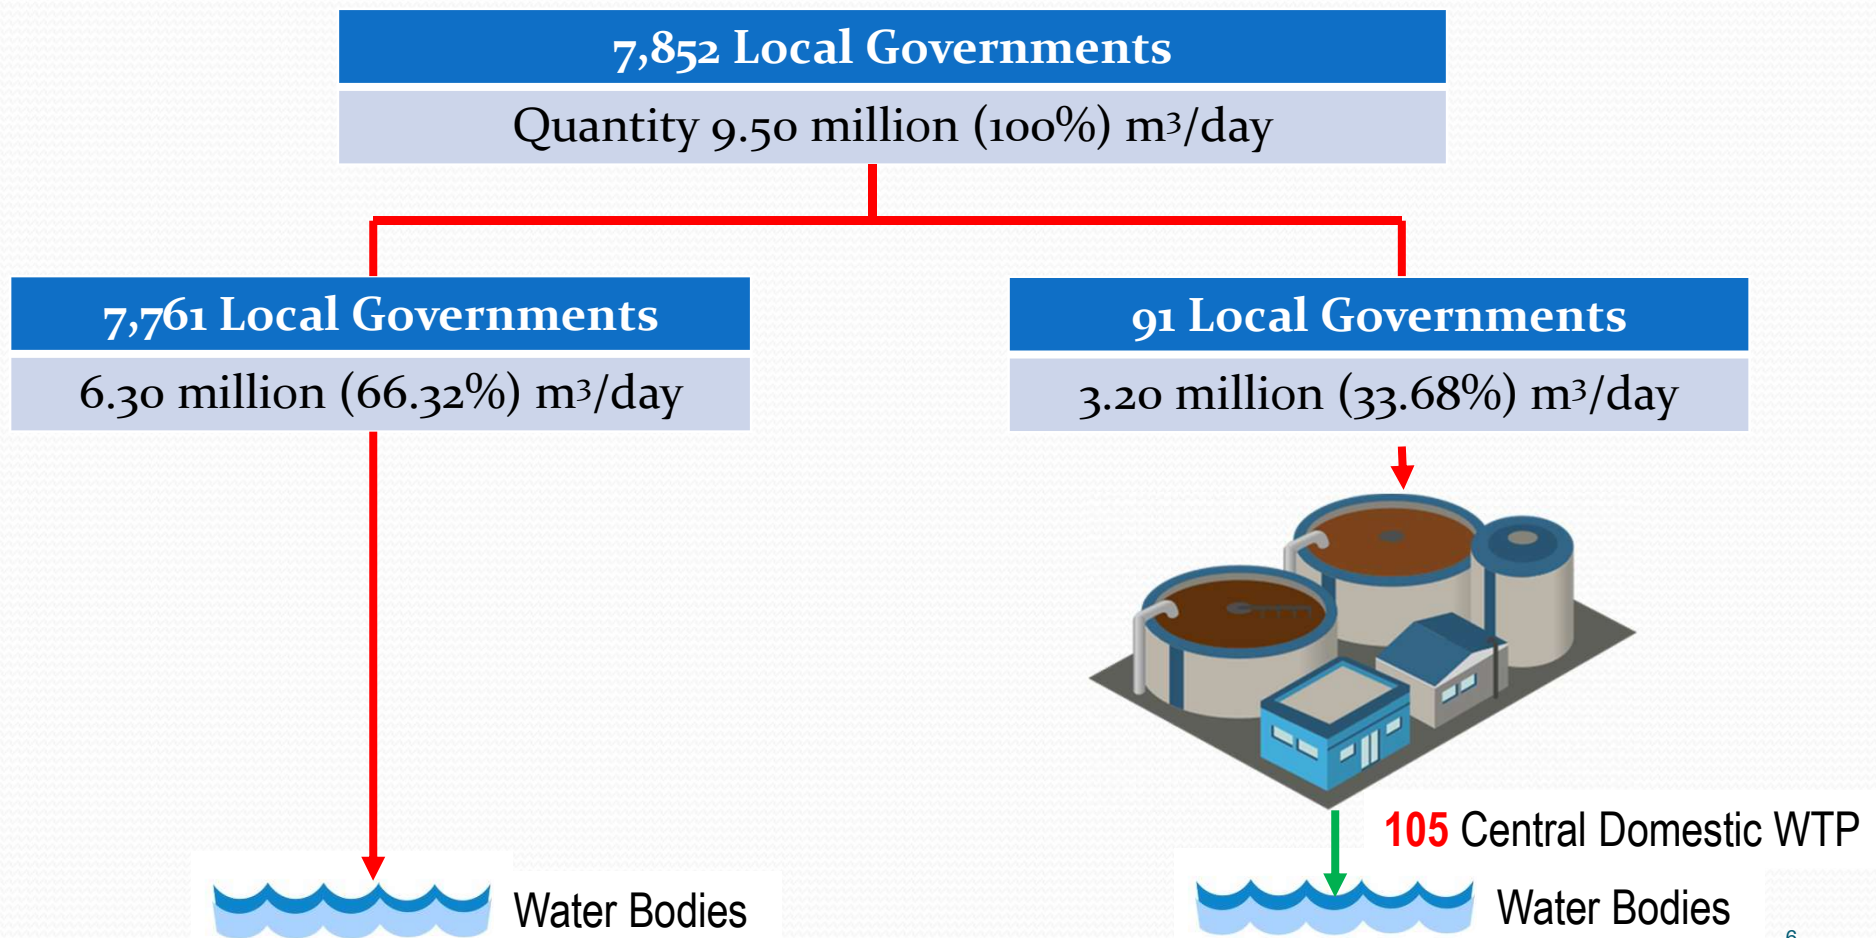 7,852 Local Governments
Quantity 9.50 million (100%) m³/day
7,761 Local Governments
6.30 million (66.32%) m³/day
91 Local Governments
3.20 million (33.68%) m³/day
105 Central Domestic WTP
Water Bodies
Water Bodies
6